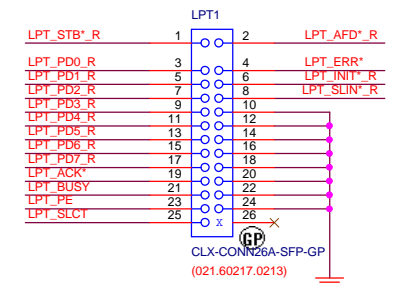 LPT1
LPT_STB*_R 1 2 LPT_AFD*_R
LPT_PD0_R 3 4 LPT_ERR*
LPT_PD1_R 5 6 LPT_INIT*_R
LPT_PD2_R 7 8 LPT_SLIN*_R
LPT_PD3_R 9 10
LPT_PD4_R 11 12
LPT_PD5_R 13 14
LPT_PD6_R 15 16
LPT_PD7_R 17 18
LPT_ACK* 19 20
LPT_BUSY 21 22
LPT_PE 23 24
LPT_SLCT 25 X 26
GP
CLX-CONN26A-SFP-GP
(021.60217.0213)